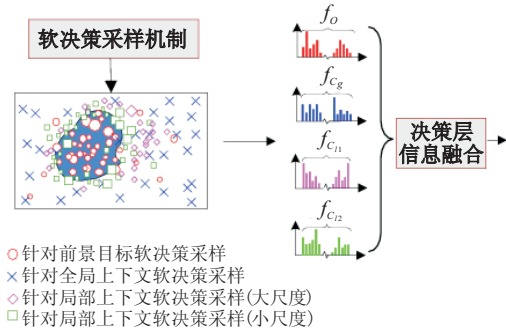 软决策采样机制
f_O
f_{C_g}
f_{C_{l1}}
f_{C_{l2}}
决策层
信息融合
针对前景目标软决策采样
针对全局上下文软决策采样
针对局部上下文软决策采样(大尺度)
针对局部上下文软决策采样(小尺度)